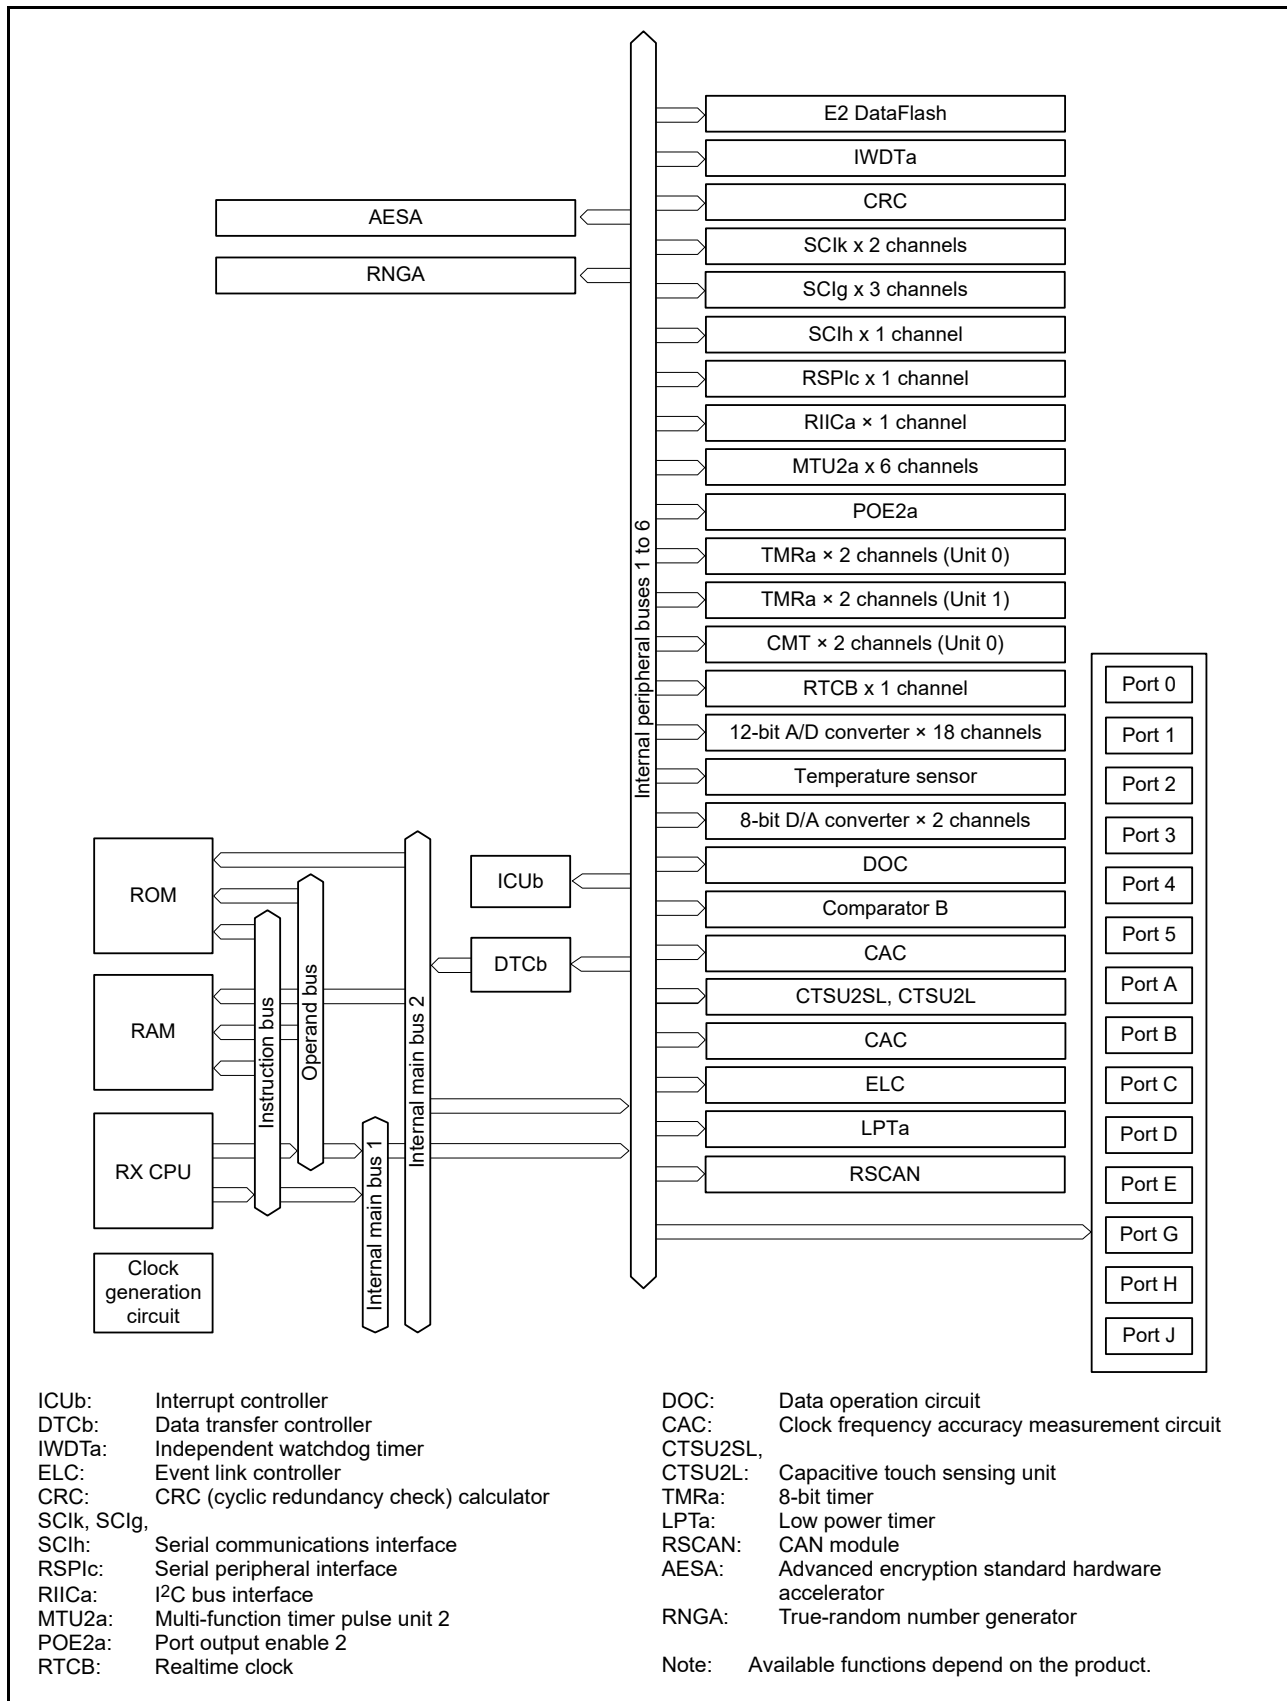 E2 DataFlash
IWDTa
CRC
SCIk x 2 channels
SCIg x 3 channels
SCIh x 1 channel
RSPIc x 1 channel
RIICa × 1 channel
MTU2a x 6 channels
POE2a
TMRa × 2 channels (Unit 0)
TMRa × 2 channels (Unit 1)
CMT × 2 channels (Unit 0)
RTCB x 1 channel
12-bit A/D converter × 18 channels
Temperature sensor
8-bit D/A converter × 2 channels
DOC
Comparator B
CAC
CTSU2SL, CTSU2L
CAC
ELC
LPTa
RSCAN
AESA
RNGA
Internal peripheral buses 1 to 6
ICUb
DTCb
ROM
RAM
RX CPU
Clock
generation
circuit
Instruction bus
Operand bus
Internal main bus 1
Internal main bus 2
Port 0
Port 1
Port 2
Port 3
Port 4
Port 5
Port A
Port B
Port C
Port D
Port E
Port G
Port H
Port J
ICUb: Interrupt controller
DTCb: Data transfer controller
IWDTa: Independent watchdog timer
ELC: Event link controller
CRC: CRC (cyclic redundancy check) calculator
SCIk, SCIg,
SCIh: Serial communications interface
RSPIc: Serial peripheral interface
RIICa: I²C bus interface
MTU2a: Multi-function timer pulse unit 2
POE2a: Port output enable 2
RTCB: Realtime clock
DOC: Data operation circuit
CAC: Clock frequency accuracy measurement circuit
CTSU2SL,
CTSU2L: Capacitive touch sensing unit
TMRa: 8-bit timer
LPTa: Low power timer
RSCAN: CAN module
AESA: Advanced encryption standard hardware
accelerator
RNGA: True-random number generator
Note: Available functions depend on the product.